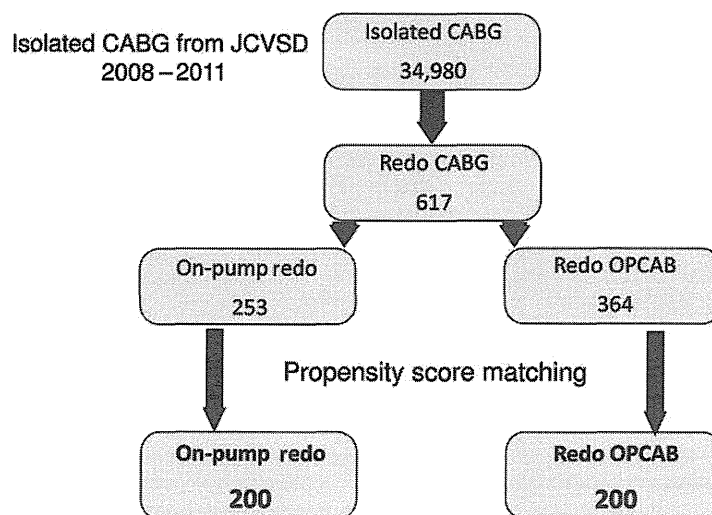 Isolated CABG from JCVSD
2008–2011
Isolated CABG
34,980
Redo CABG
617
On-pump redo
253
Redo OPCAB
364
Propensity score matching
On-pump redo
200
Redo OPCAB
200